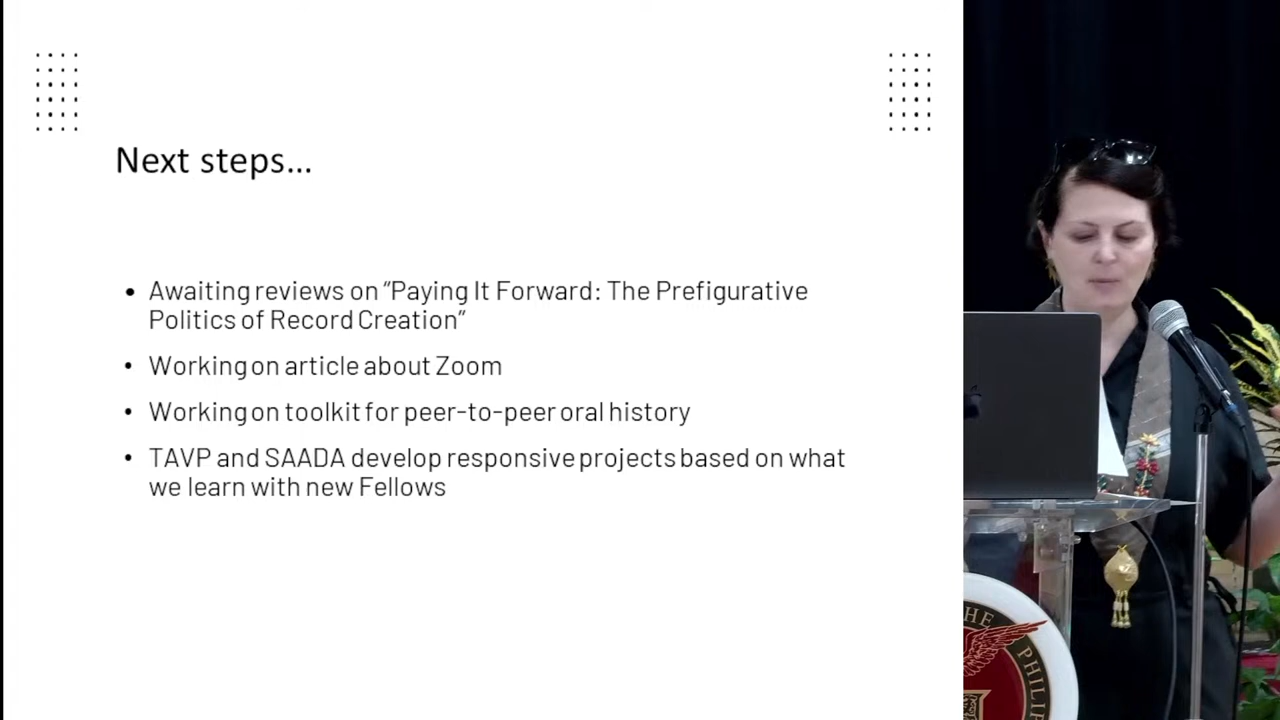 Next steps...
• Awaiting reviews on “Paying It Forward: The Prefigurative
Politics of Record Creation”
• Working on article about Zoom
• Working on toolkit for peer-to-peer oral history
• TAVP and SAADA develop responsive projects based on what
we learn with new Fellows
THE